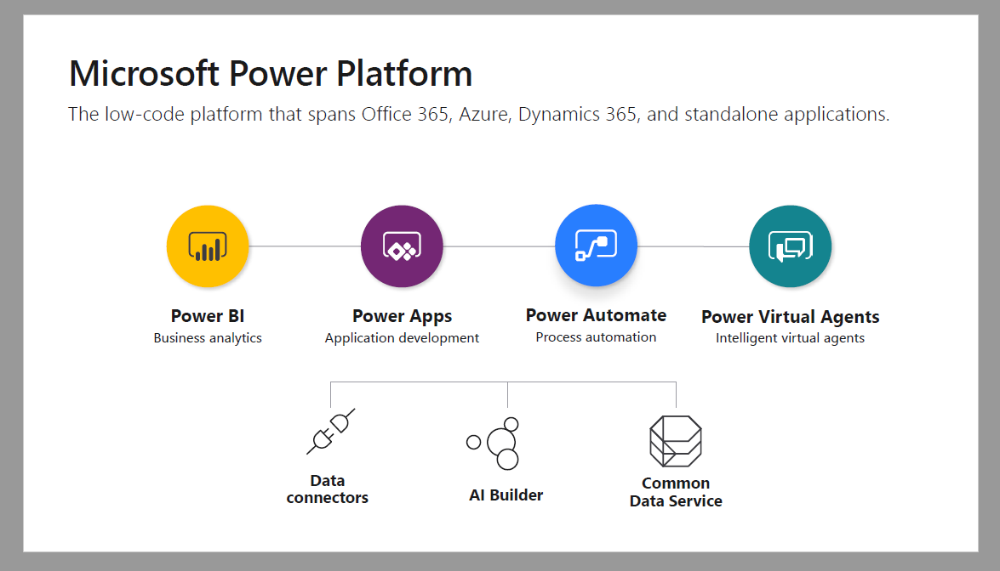 Microsoft Power Platform
The low-code platform that spans Office 365, Azure, Dynamics 365, and standalone applications.
Power BI
Business analytics
Power Apps
Application development
Power Automate
Process automation
Power Virtual Agents
Intelligent virtual agents
Data
connectors
AI Builder
Common
Data Service